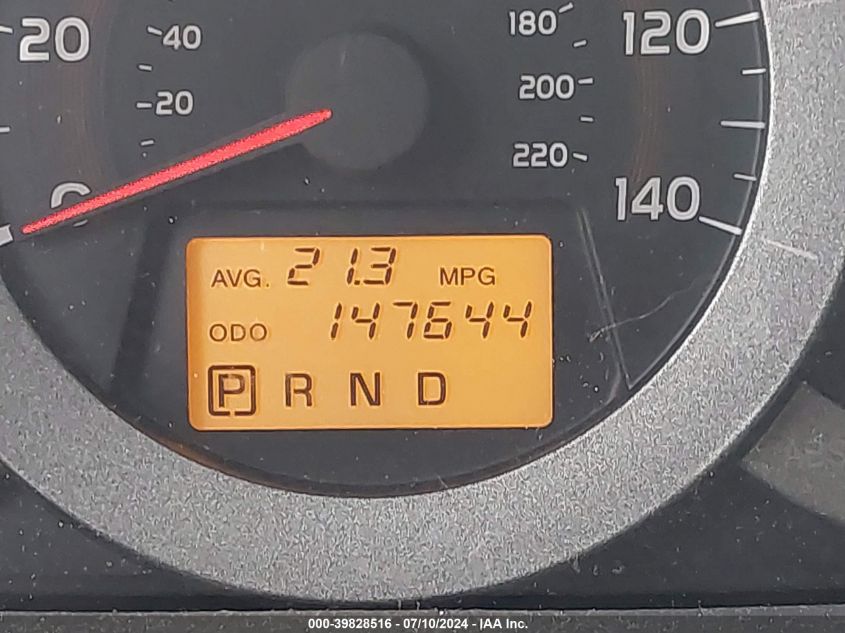 20 40 180 120
20 200
220
0 140
AVG. 21.3 MPG
ODO 147644
P R N D
000-39828516 - 07/10/2024 - IAA Inc.